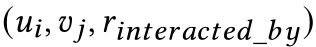 (u_i, v_j, r_{interacted\_by})